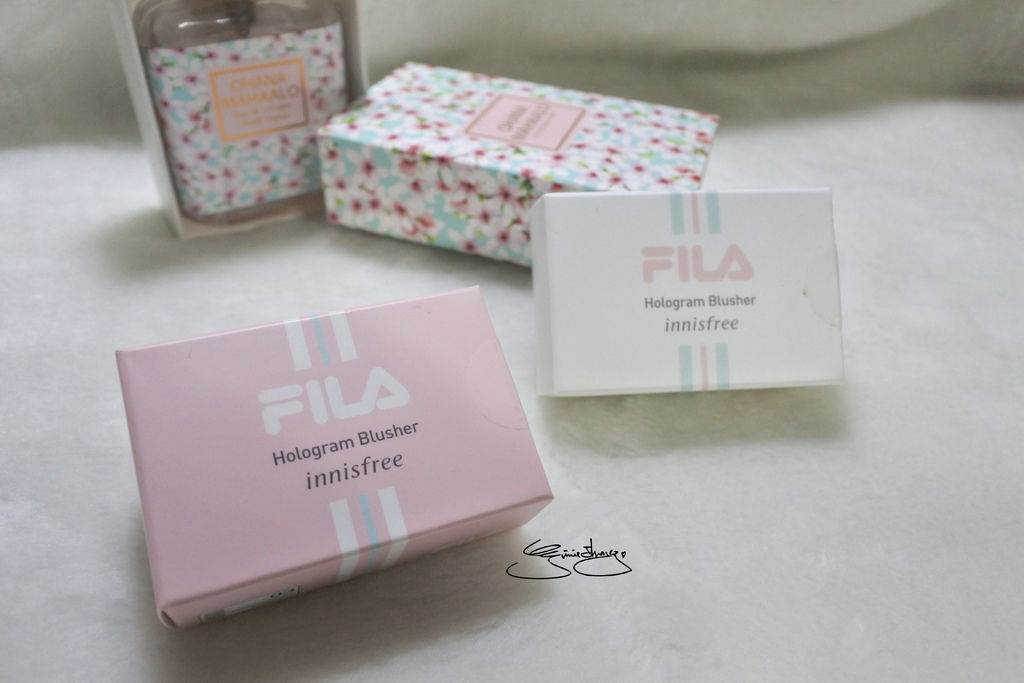 OHANA
MAHAALO
OHANA
MAHAALO
FILA
Hologram Blusher
innisfree
FILA
Hologram Blusher
innisfree